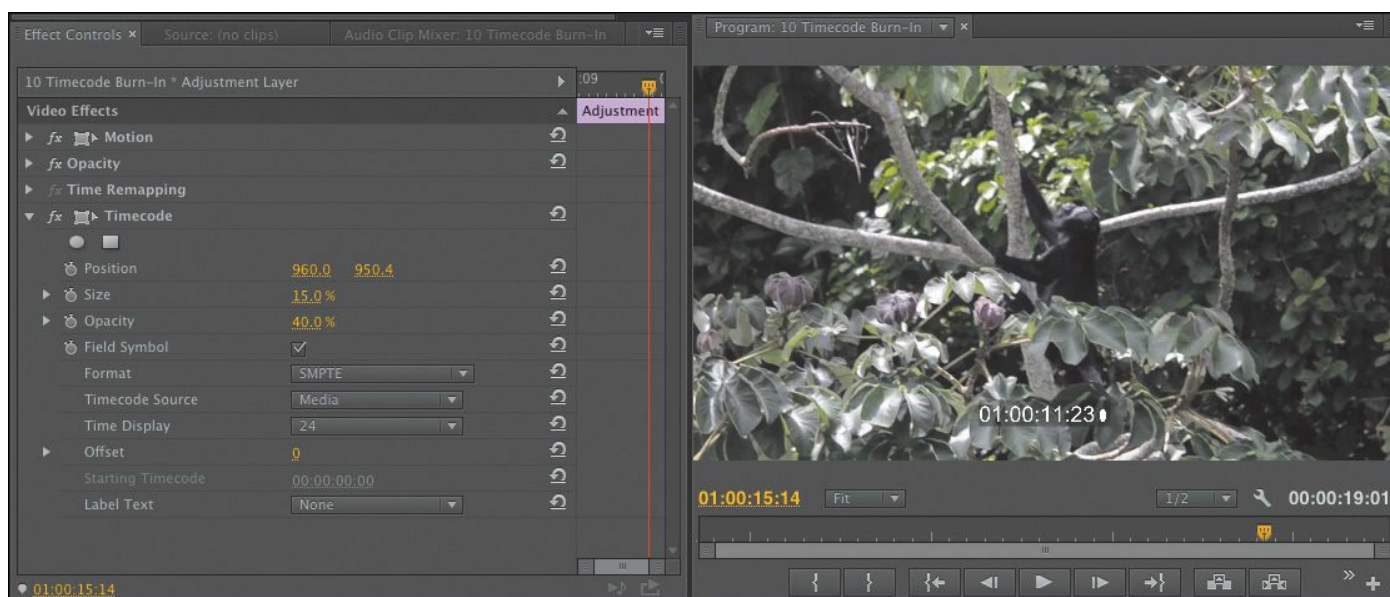 Effect Controls × Source: (no clips) Audio Clip Mixer: 10 Timecode Burn-In
10 Timecode Burn-In * Adjustment Layer
:09
Video Effects
Adjustment
fx Motion
fx Opacity
fx Time Remapping
fx Timecode
Position 960.0 950.4
Size 15.0 %
Opacity 40.0 %
Field Symbol
Format SMPTE
Timecode Source Media
Time Display 24
Offset 0
Starting Timecode 00:00:00:00
Label Text None
01:00:15:14
Program: 10 Timecode Burn-In ×
01:00:11:23
01:00:15:14 Fit 1/2 00:00:19:01